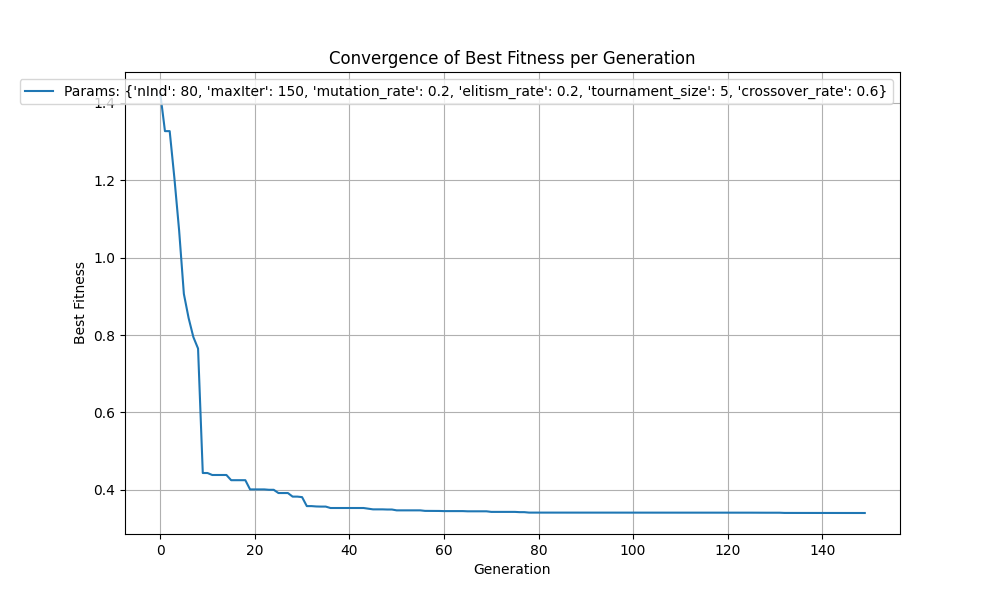 Convergence of Best Fitness per Generation
Params: {'nInd': 80, 'maxIter': 150, 'mutation_rate': 0.2, 'elitism_rate': 0.2, 'tournament_size': 5, 'crossover_rate': 0.6}
1.4
1.2
1.0
0.8
0.6
0.4
Best Fitness
0 20 40 60 80 100 120 140
Generation